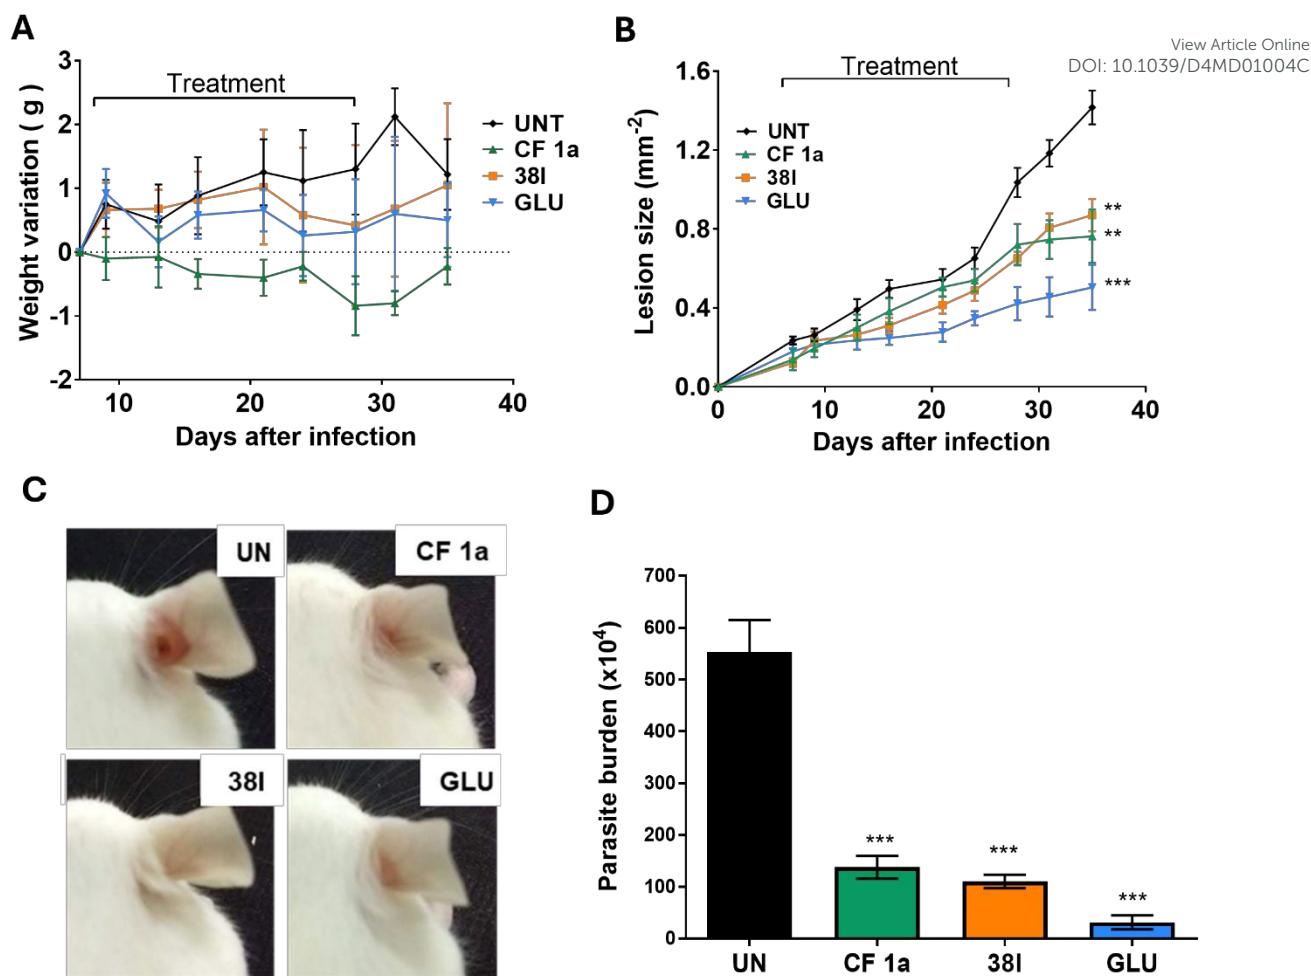 View Article Online
DOI: 10.1039/D4MD01004C
A
Weight variation ( g )
3
2
1
0
-1
-2
Treatment
UNT
CF 1a
38I
GLU
10
20
30
40
Days after infection
B
Lesion size (mm-2)
1.6
1.2
0.8
0.4
0.0
Treatment
UNT
CF 1a
38I
GLU
**
**
***
0
10
20
30
40
Days after infection
C
UN
CF 1a
38I
GLU
D
Parasite burden (x10⁴)
700
600
500
400
300
200
100
0
***
***
***
UN
CF 1a
38I
GLU